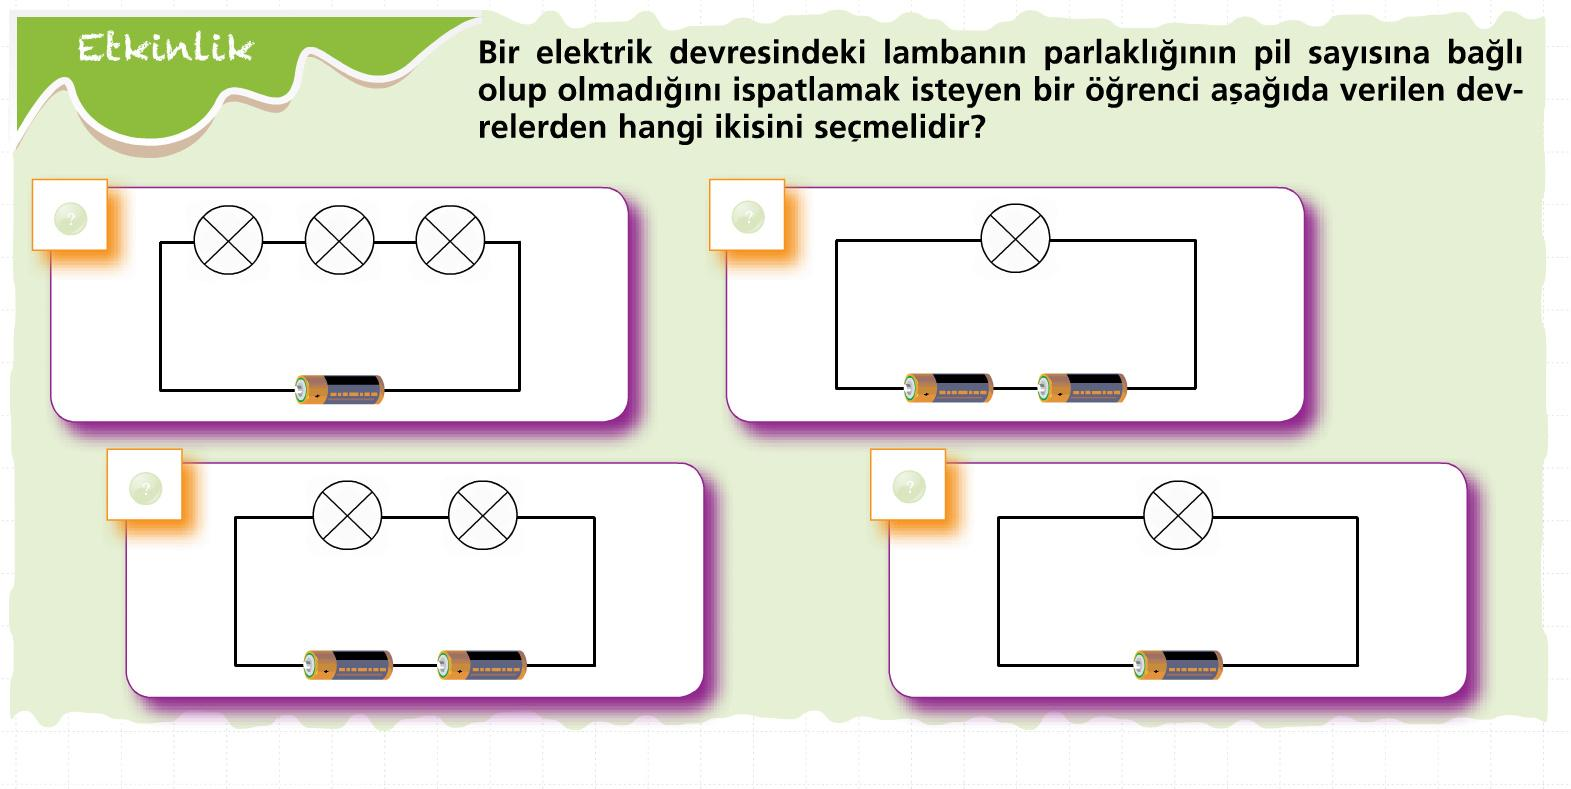 Etkinlik
Bir elektrik devresindeki lambanın parlaklığının pil sayısına bağlı
olup olmadığını ispatlamak isteyen bir öğrenci aşağıda verilen dev-
relerden hangi ikisini seçmelidir?
?
?
?
?